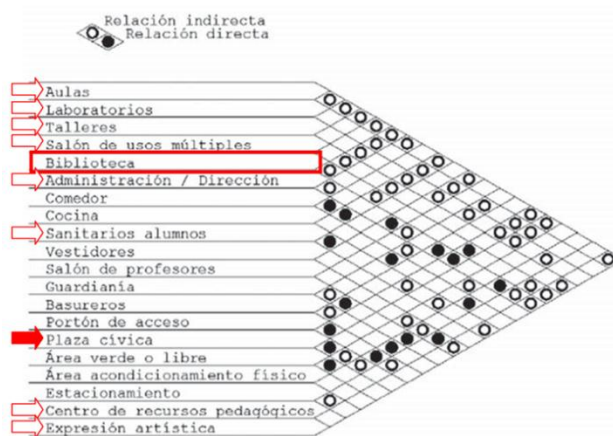 Relación indirecta
Relación directa
Aulas
Laboratorios
Talleres
Salón de usos múltiples
Biblioteca
Administración / Dirección
Comedor
Cocina
Sanitarios alumnos
Vestidores
Salón de profesores
Guardianía
Basureros
Portón de acceso
Plaza cívica
Área verde o libre
Área acondicionamiento físico
Estacionamiento
Centro de recursos pedagógicos
Expresión artística